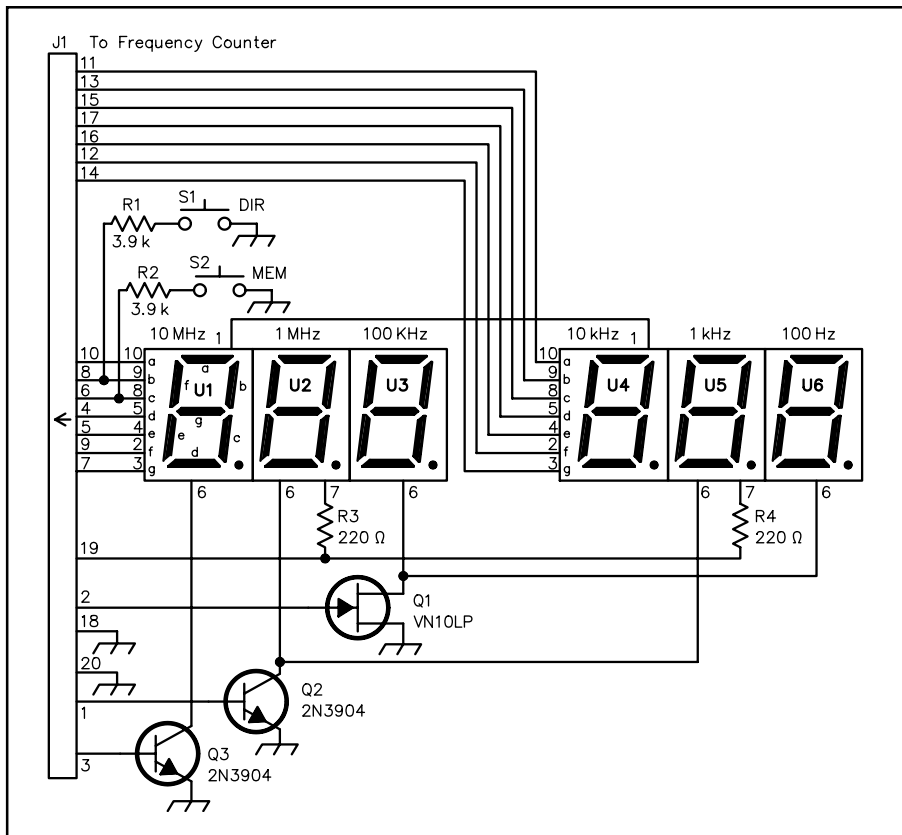 J1 To Frequency Counter
11
13
15
17
16
12
14
R1
3.9 k
S1 DIR
R2
3.9 k
S2 MEM
10 MHz 1 1 MHz 100 KHz
10 kHz 1 1 kHz 100 Hz
10 10
8 9
6 8
4 5
5 4
9 2
7 3
a
b
c
d
e
f
g
U1
a
b
c
d
e
f
g
U2
U3
10 a
9 b
8 c
5 d
4 e
2 f
3 g
U4
U5
U6
6 6 7 6
6 7 6
R3
220 Ω
R4
220 Ω
19
2
Q1
VN10LP
18
20
1
Q2
2N3904
3
Q3
2N3904